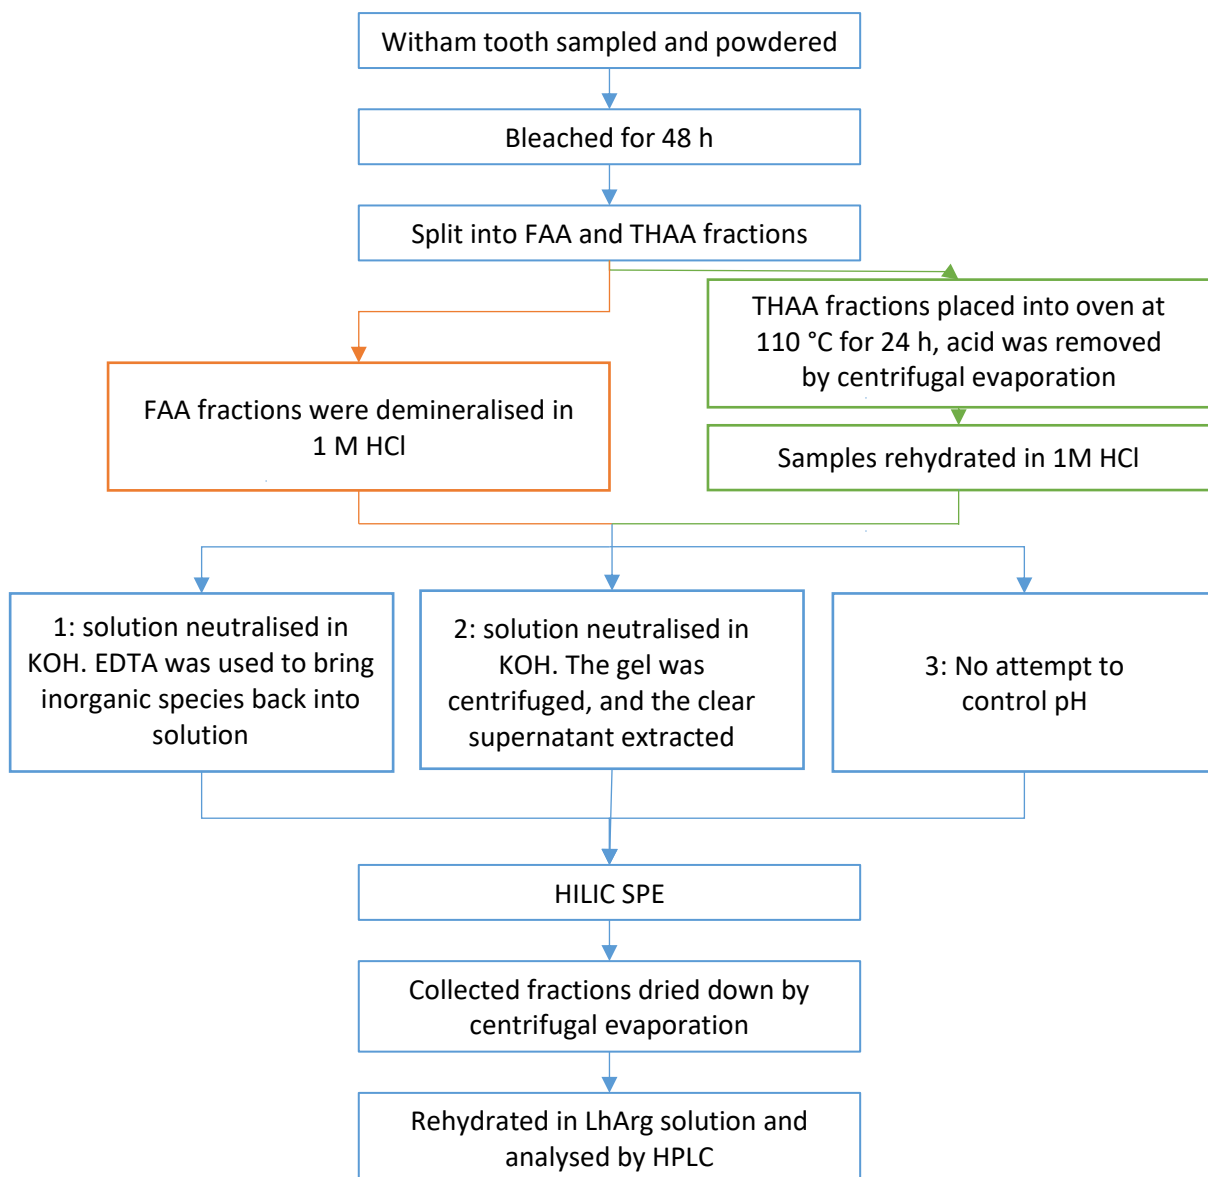 Witham tooth sampled and powdered
Bleached for 48 h
Split into FAA and THAA fractions
THAA fractions placed into oven at
110 °C for 24 h, acid was removed
by centrifugal evaporation
FAA fractions were demineralised in
1 M HCl
Samples rehydrated in 1M HCl
1: solution neutralised in
KOH. EDTA was used to bring
inorganic species back into
solution
2: solution neutralised in
KOH. The gel was
centrifuged, and the clear
supernatant extracted
3: No attempt to
control pH
HILIC SPE
Collected fractions dried down by
centrifugal evaporation
Rehydrated in LhArg solution and
analysed by HPLC